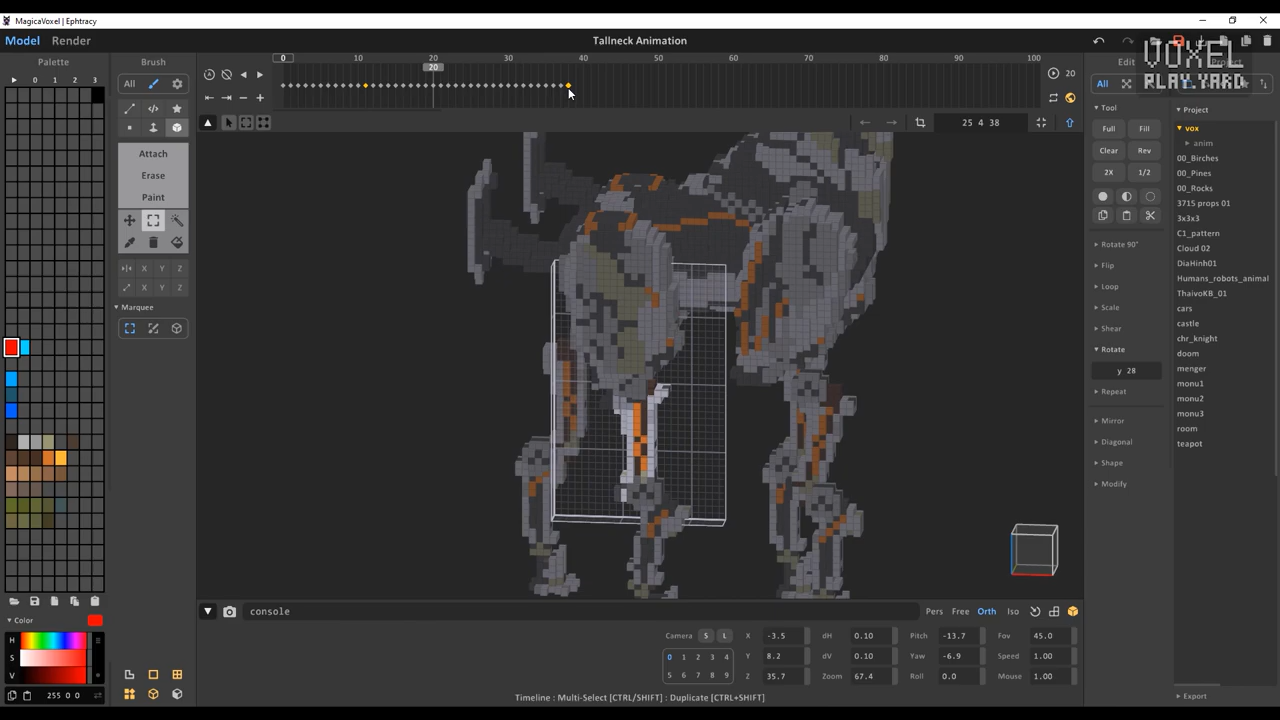 MagicaVoxel | Ephtracy
Model Render Tallneck Animation
VOXEL
PLAY.YARD
Palette Brush Edit Project
0 10 20 30 40 50 60 70 80 90 100
20
0 1 2 3
All
20
All
Tool
Project
25 4 38
Full Fill
vox
Attach
Clear Rev
anim
Erase
2X 1/2
00_Birches
Paint
00_Pines
00_Rocks
3715 props 01
3x3x3
C1_pattern
Rotate 90°
Cloud 02
Flip
DiaHinh01
X Y Z
Loop
Humans_robots_animal
X Y Z
Scale
ThaivoKB_01
Marquee
Shear
cars
Rotate
castle
y 28
chr_knight
Repeat
doom
Mirror
menger
Diagonal
monu1
Shape
monu2
Modify
monu3
room
teapot
console
Pers Free Orth Iso
Color
H
S
V
255 0 0
Camera S L
X -3.5 dH 0.10 Pitch -13.7 Fov 45.0
0 1 2 3 4
Y 8.2 dV 0.10 Yaw -6.9 Speed 1.00
5 6 7 8 9
Z 35.7 Zoom 67.4 Roll 0.0 Mouse 1.00
Timeline : Multi-Select [CTRL/SHIFT] : Duplicate [CTRL+SHIFT]
Export